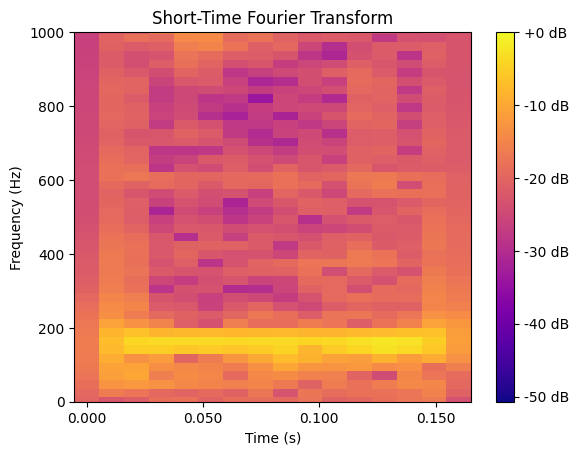 Short-Time Fourier Transform
Frequency (Hz)
1000
800
600
400
200
0
0.000
0.050
0.100
0.150
Time (s)
+0 dB
-10 dB
-20 dB
-30 dB
-40 dB
-50 dB